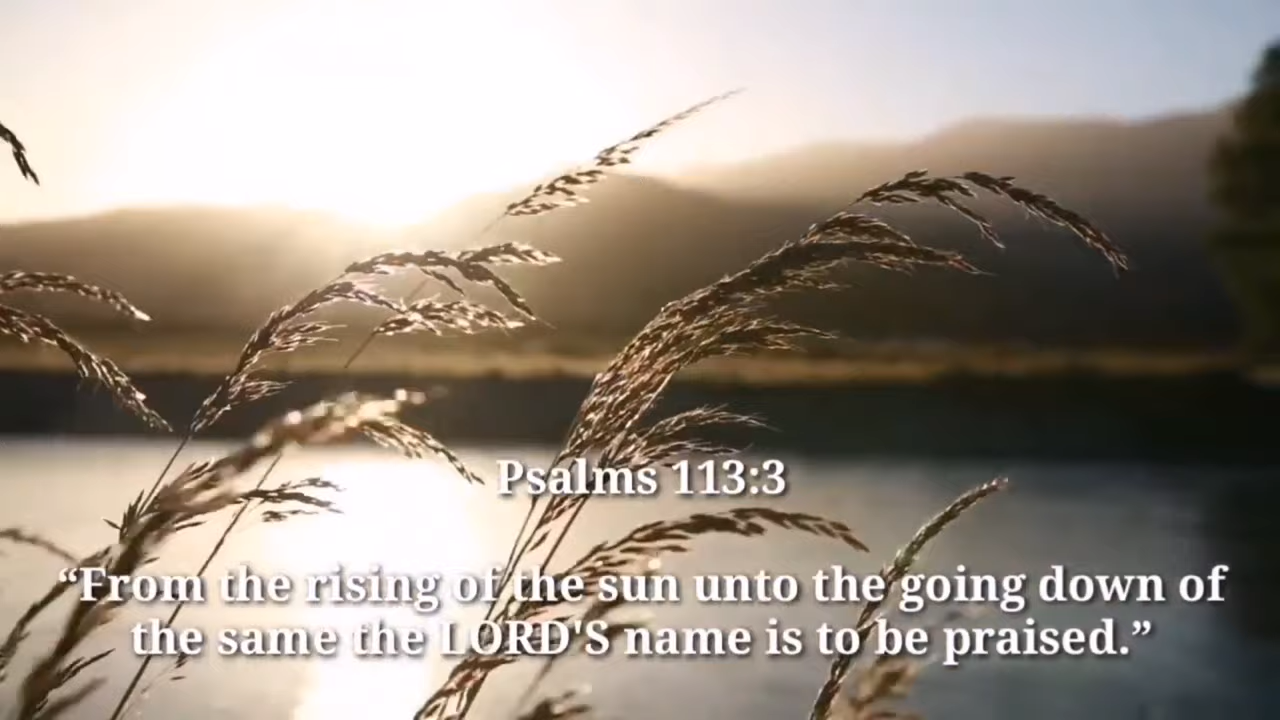 Psalms 113:3
“From the rising of the sun unto the going down of
the same the LORD'S name is to be praised.”